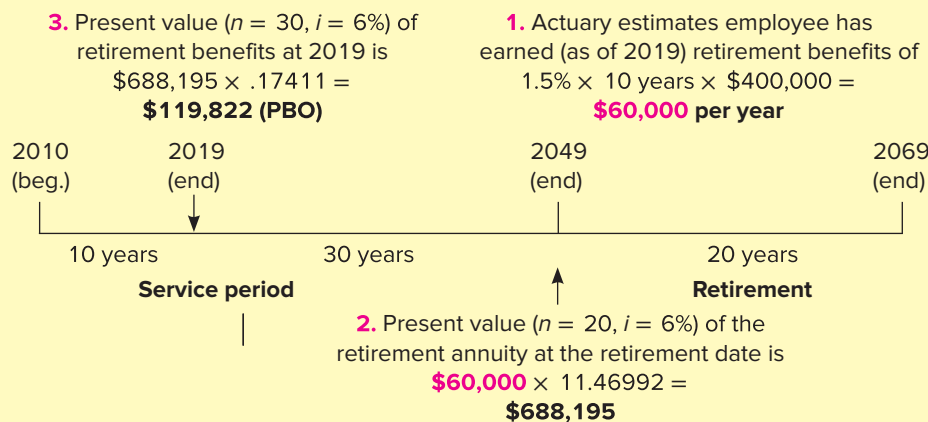 3. Present value (n = 30, i = 6%) of
retirement benefits at 2019 is
$688,195 × .17411 =
$119,822 (PBO)
1. Actuary estimates employee has
earned (as of 2019) retirement benefits of
1.5% × 10 years × $400,000 =
$60,000 per year
2010
(beg.)
2019
(end)
2049
(end)
2069
(end)
10 years
30 years
20 years
Service period
Retirement
2. Present value (n = 20, i = 6%) of the
retirement annuity at the retirement date is
$60,000 × 11.46992 =
$688,195